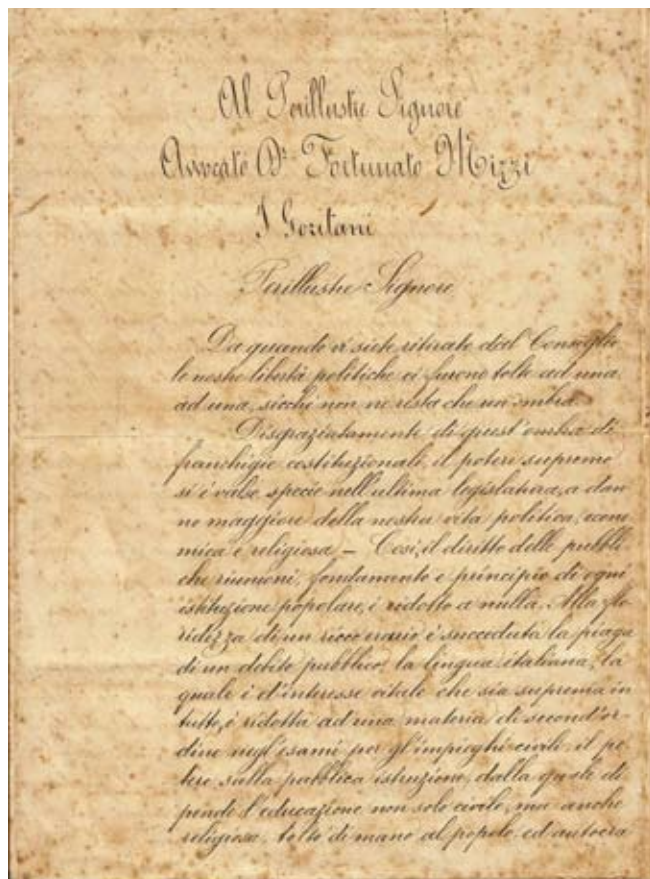 Al Perillustre Signore
Avvocato Dr. Fortunato Mizzi
I Gozitani
Perillustre Signore
Da quando vi siete ritirato dal Consiglio
le nostre libertà politiche ci furono tolte ad una
ad una, sicchè non ne resta che un'ombra.
Disgraziatamente di quest'ombra di
franchigie costituzionali, il potere supremo
si è valso specie nell'ultima legislatura, a dan
no maggiore della nostra vita politica, econo
mica e religiosa – Così, il diritto delle pubbli
che riunioni, fondamento e principio di ogni
istituzione popolare, è ridotto a nulla. Alla flo
ridezza di un ricco erario è succeduta la piaga
di un debito pubblico; la lingua italiana, la
quale è d'interesse vitale che sia suprema in
tutto, è ridotta ad una materia di second'or
dine negl'esami per gl'impieghi civili; il po
tere sulla pubblica istruzione, dalla quale di
pende l'educazione non solo civile, ma anche
religiosa, tolto di mano al popolo ed